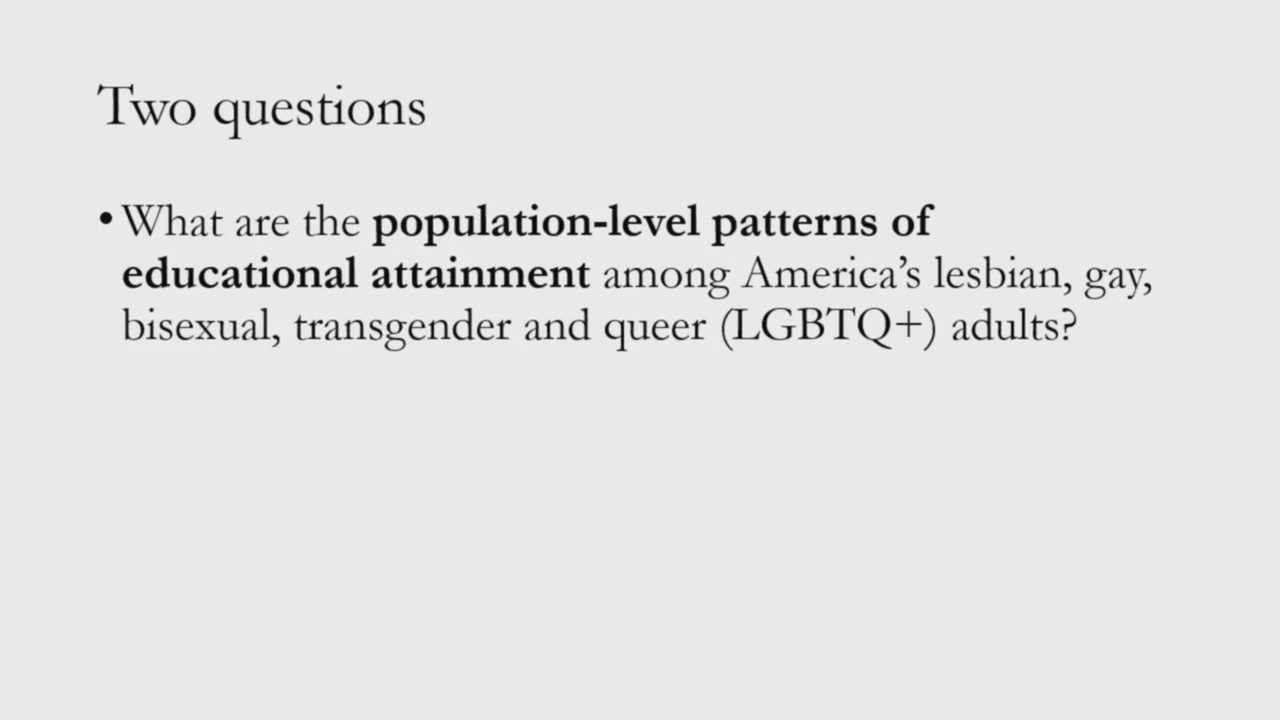 Two questions
• What are the population-level patterns of
educational attainment among America’s lesbian, gay,
bisexual, transgender and queer (LGBTQ+) adults?